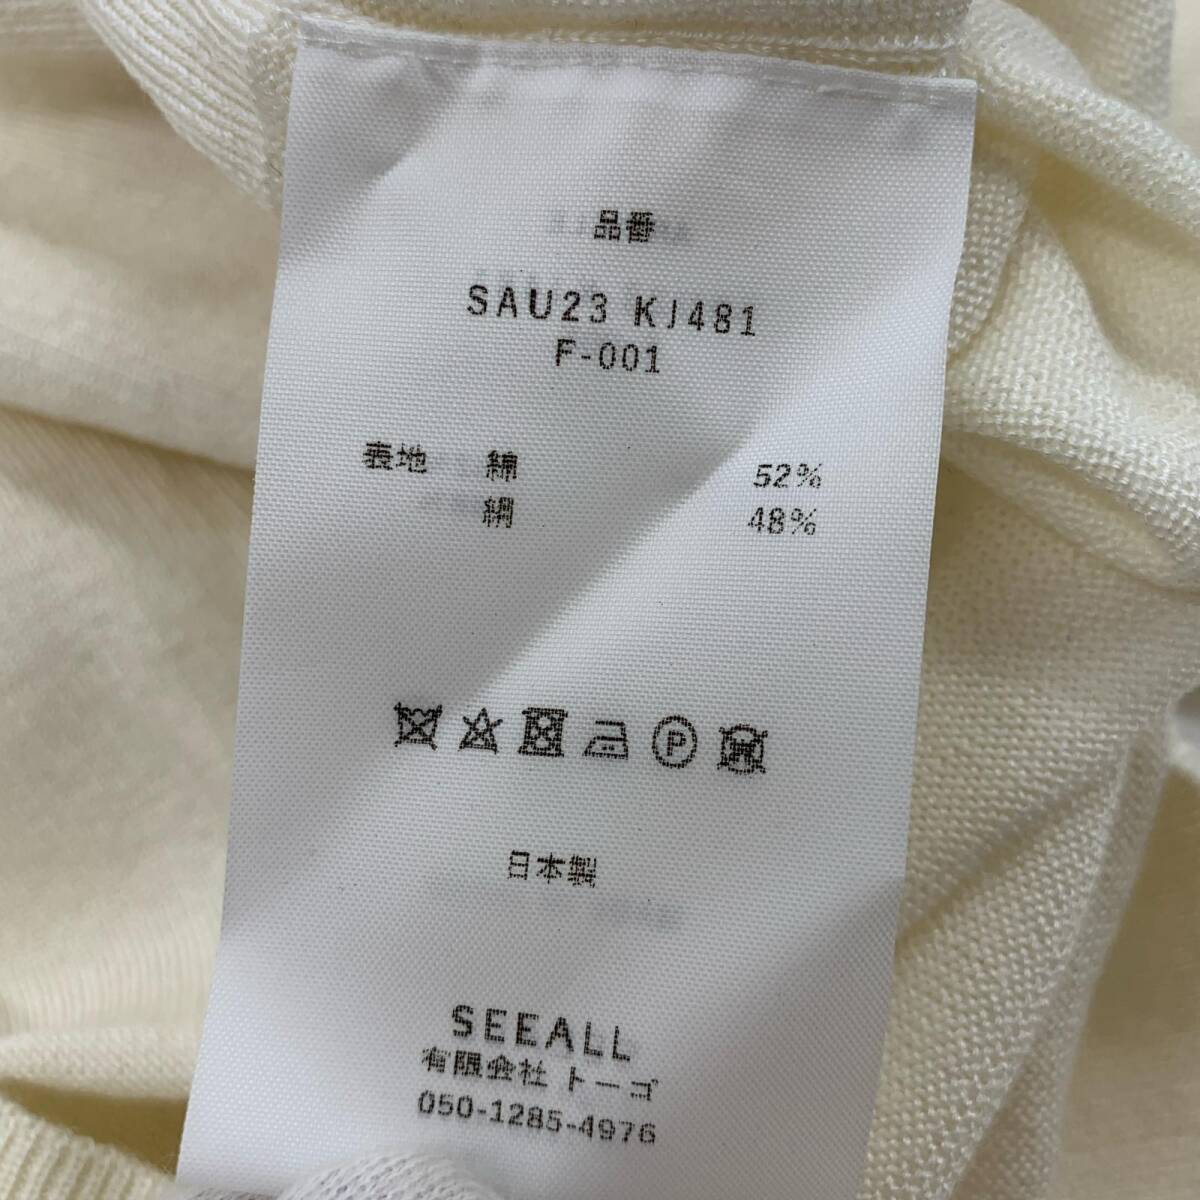 品番
SAU23 KJ481
F-001
表地 綿 52%
絹 48%
P
W
日本製
SEEALL
有限会社 トーゴ
050-1285-4976